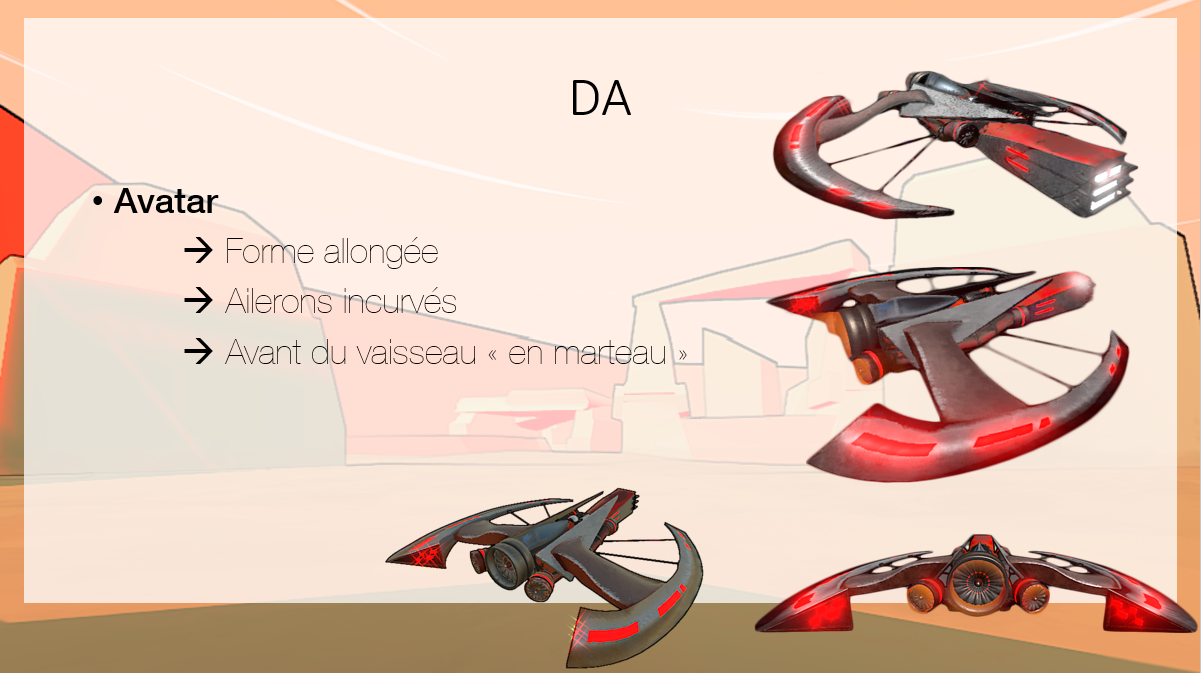 DA
• Avatar
→ Forme allongée
→ Ailerons incurvés
→ Avant du vaisseau « en marteau »